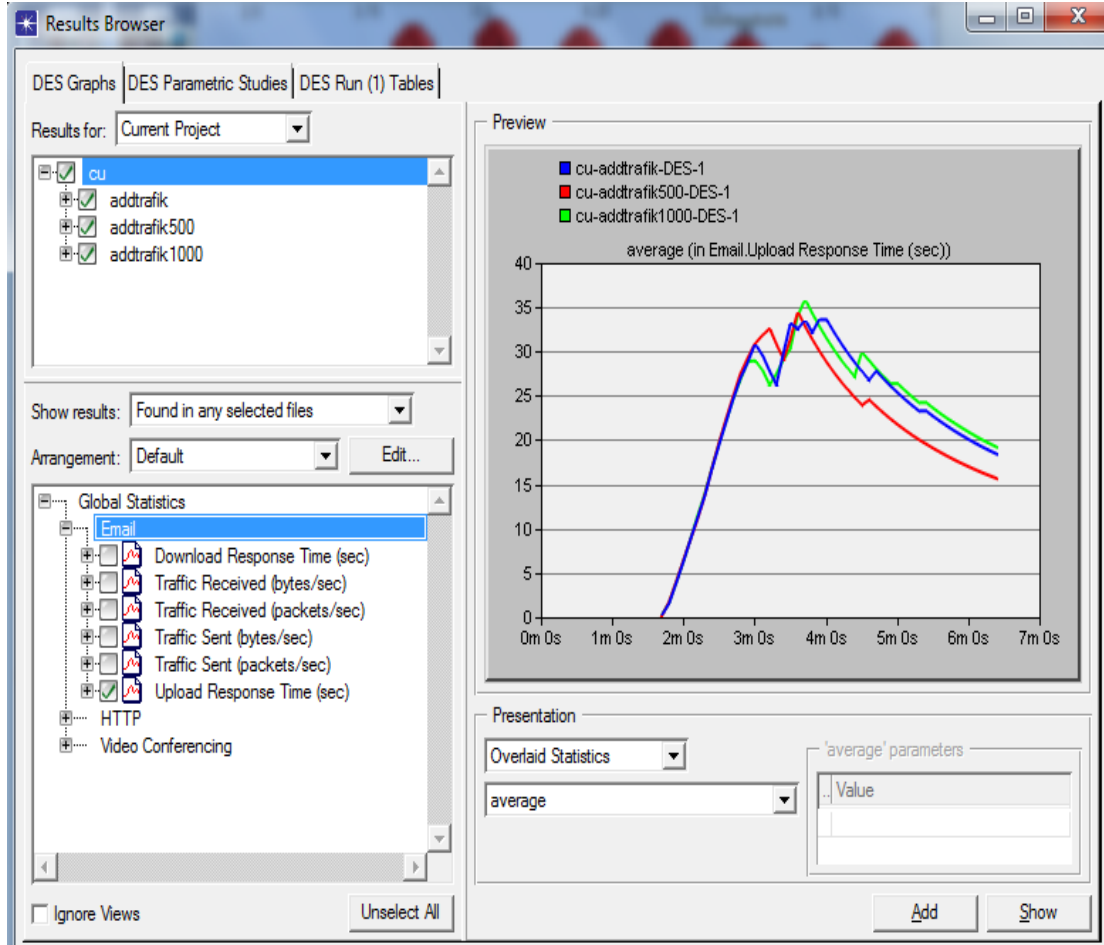 Results Browser
DES Graphs DES Parametric Studies DES Run (1) Tables
Results for: Current Project
cu
addtrafik
addtrafik500
addtrafik1000
Show results: Found in any selected files
Arrangement: Default Edit...
Global Statistics
Email
Download Response Time (sec)
Traffic Received (bytes/sec)
Traffic Received (packets/sec)
Traffic Sent (bytes/sec)
Traffic Sent (packets/sec)
Upload Response Time (sec)
HTTP
Video Conferencing
Ignore Views Unselect All
Preview
cu-addtrafik-DES-1
cu-addtrafik500-DES-1
cu-addtrafik1000-DES-1
average (in Email.Upload Response Time (sec))
40
35
30
25
20
15
10
5
0
0m 0s 1m 0s 2m 0s 3m 0s 4m 0s 5m 0s 6m 0s 7m 0s
Presentation
Overlaid Statistics
average
'average' parameters
.. Value
Add Show